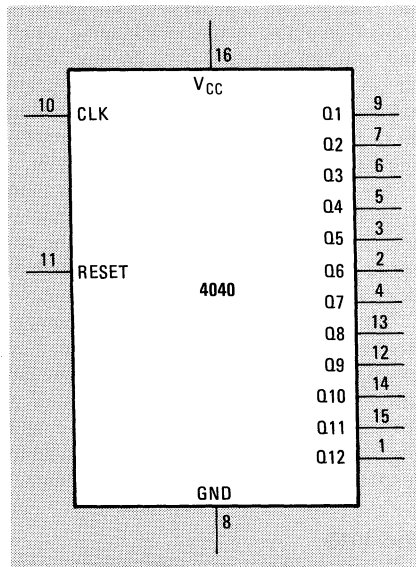 16
VCC
10 CLK
Q1 9
Q2 7
Q3 6
Q4 5
Q5 3
11 RESET
Q6 2
4040
Q7 4
Q8 13
Q9 12
Q10 14
Q11 15
Q12 1
GND
8